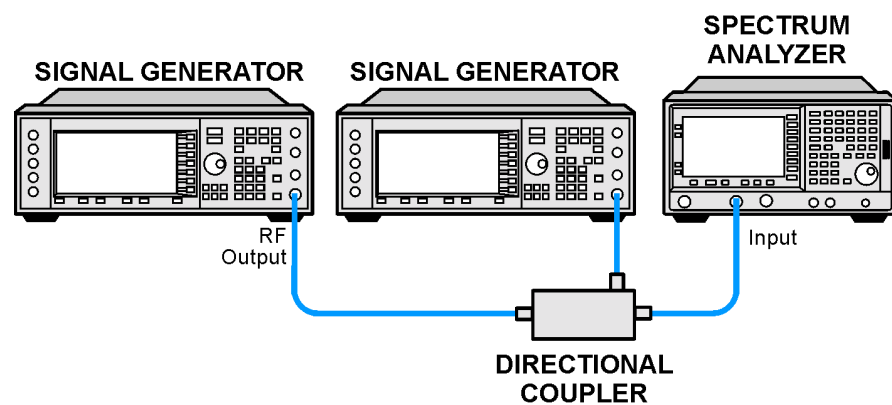 SPECTRUM
ANALYZER
SIGNAL GENERATOR
SIGNAL GENERATOR
RF
Output
Input
DIRECTIONAL
COUPLER